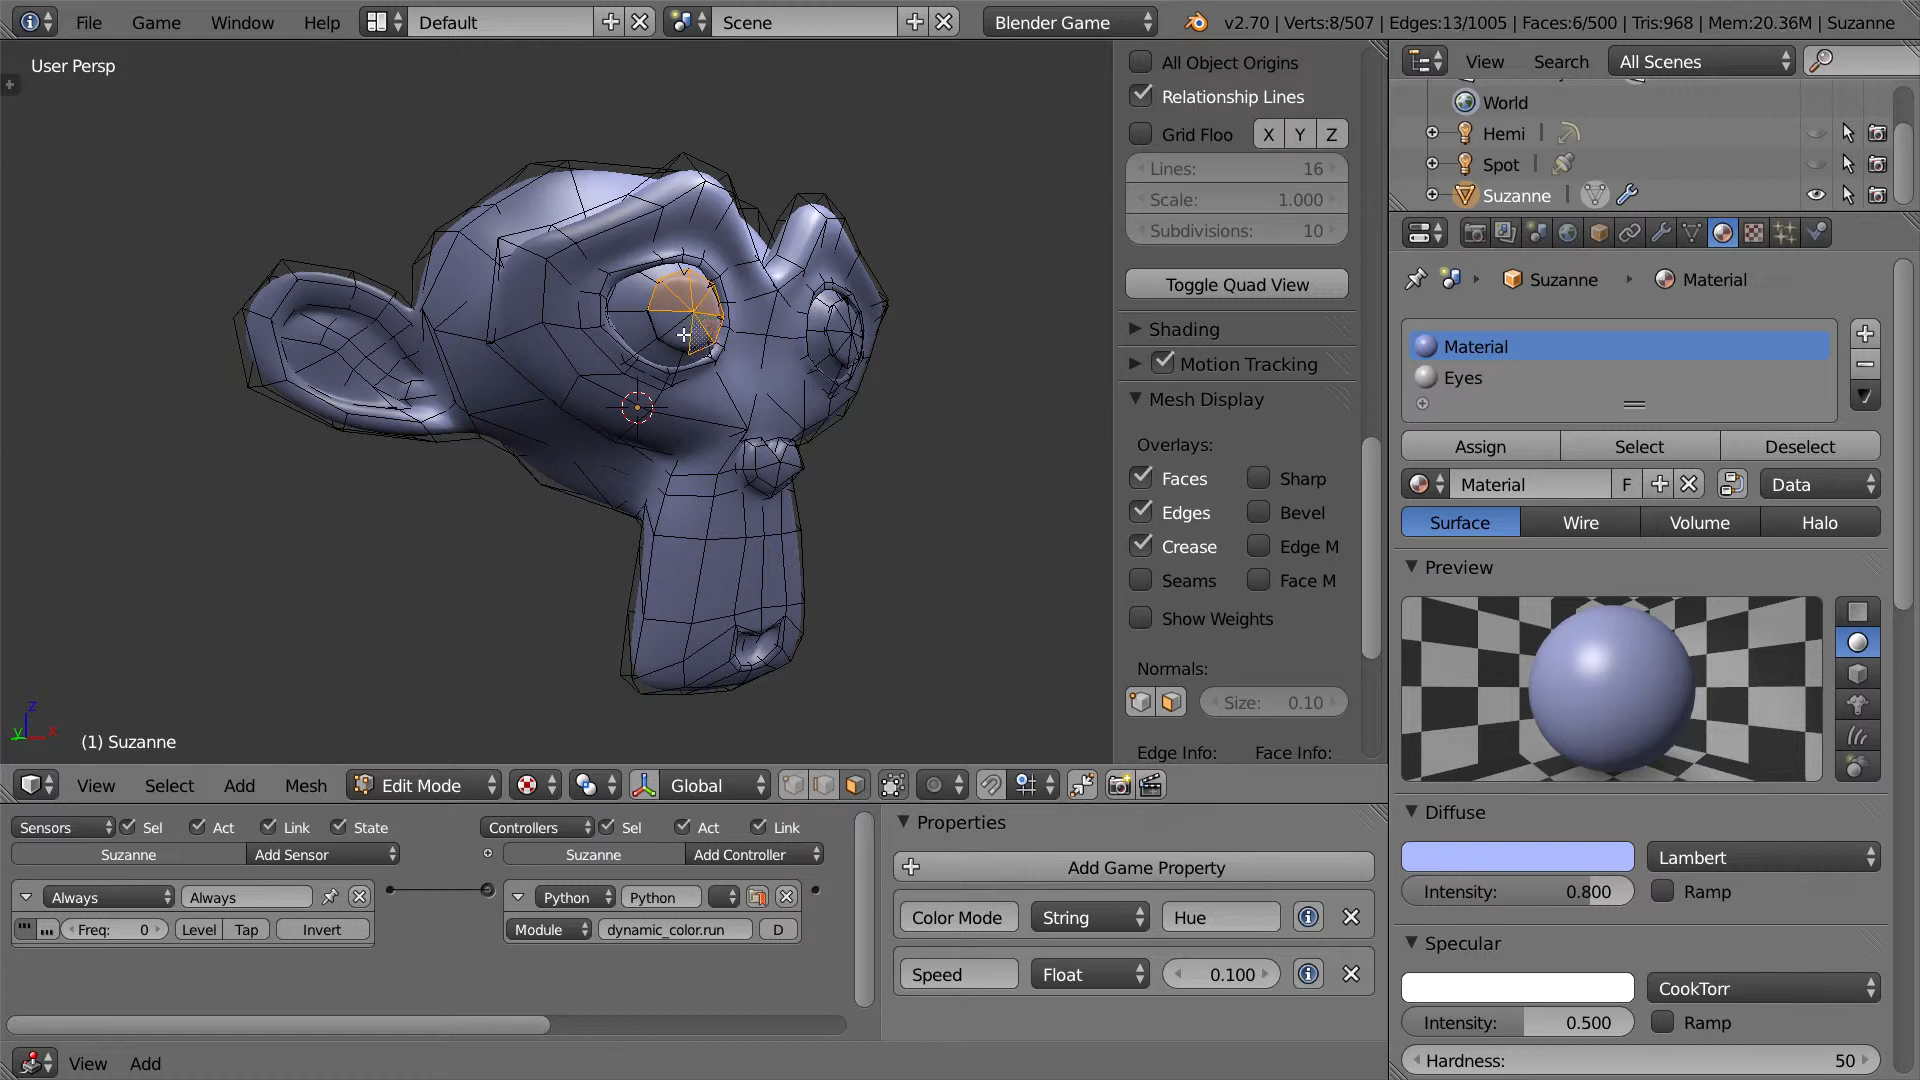 File Game Window Help Default Scene Blender Game v2.70 | Verts:8/507 | Edges:13/1005 | Faces:6/500 | Tris:968 | Mem:20.36M | Suzanne
User Persp
(1) Suzanne
z
y x
All Object Origins
Relationship Lines
Grid Floo X Y Z
Lines: 16
Scale: 1.000
Subdivisions: 10
Toggle Quad View
Shading
Motion Tracking
Mesh Display
Overlays:
Faces Sharp
Edges Bevel
Crease Edge M
Seams Face M
Show Weights
Normals:
Size: 0.10
Edge Info: Face Info:
View Search All Scenes
World
Hemi
Spot
Suzanne
Suzanne Material
Material
Eyes
Assign Select Deselect
Material F Data
Surface Wire Volume Halo
Preview
Diffuse
Lambert
Intensity: 0.800 Ramp
Specular
CookTorr
Intensity: 0.500 Ramp
Hardness: 50
View Select Add Mesh Edit Mode Global
Sensors Sel Act Link State Controllers Sel Act Link
Suzanne Add Sensor Suzanne Add Controller
Always Always Python Python
Freq: 0 Level Tap Invert Module dynamic_color.run D
Properties
Add Game Property
Color Mode String Hue
Speed Float 0.100
View Add